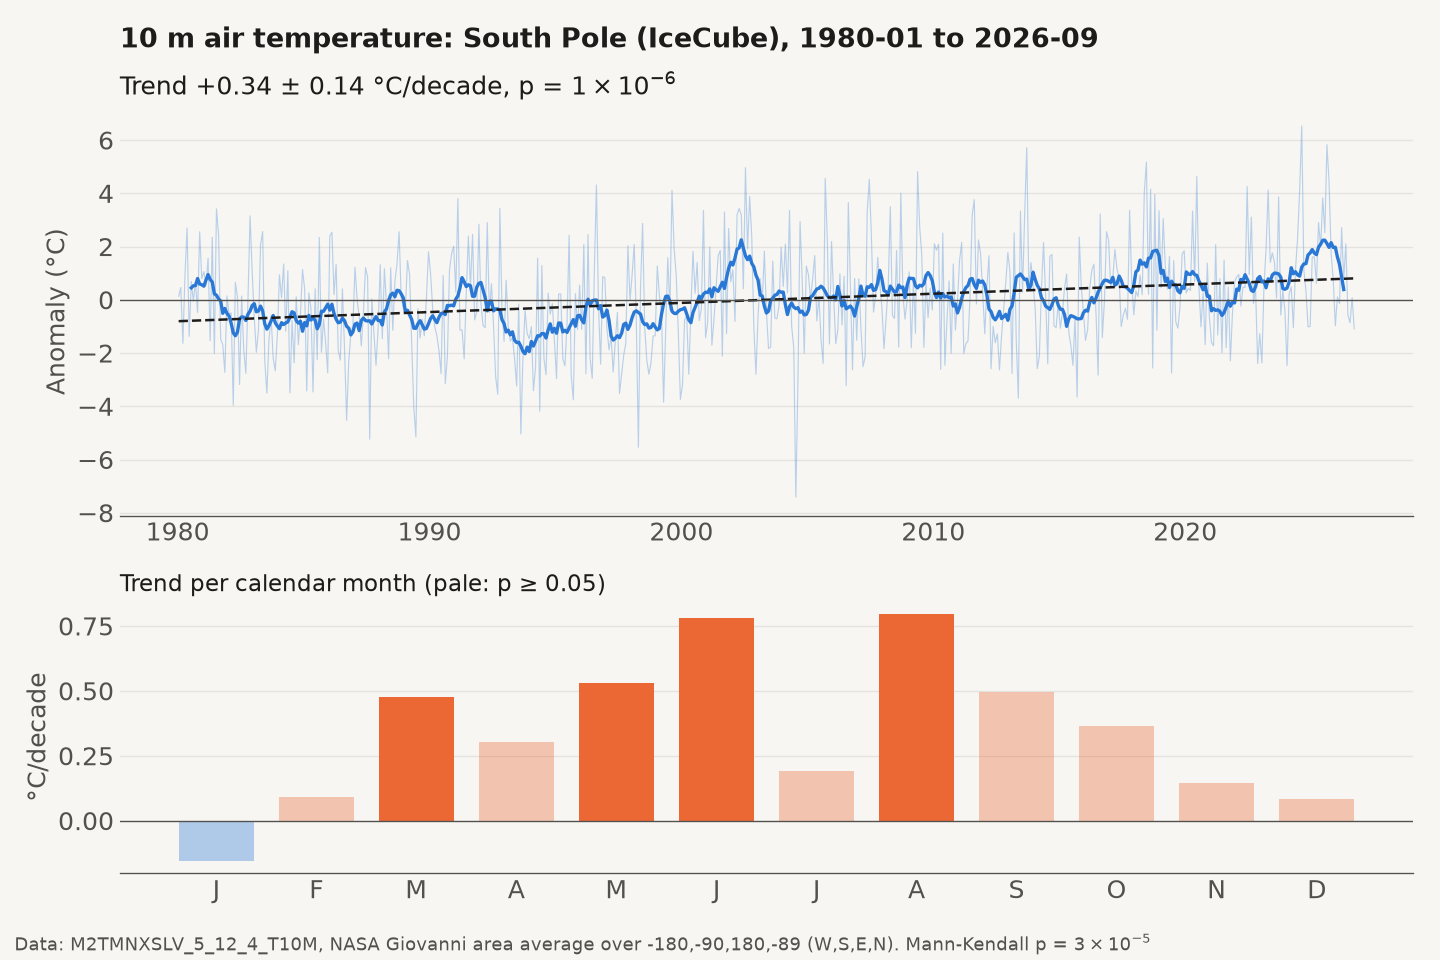 10 m air temperature: South Pole (IceCube), 1980-01 to 2026-09
Trend +0.34 ± 0.14 °C/decade, p = 1 × 10⁻⁶
Anomaly (°C)
6
4
2
0
−2
−4
−6
−8
1980 1990 2000 2010 2020
Trend per calendar month (pale: p ≥ 0.05)
°C/decade
0.75
0.50
0.25
0.00
J F M A M J J A S O N D
Data: M2TMNXSLV_5_12_4_T10M, NASA Giovanni area average over -180,-90,180,-89 (W,S,E,N). Mann-Kendall p = 3 × 10⁻⁵